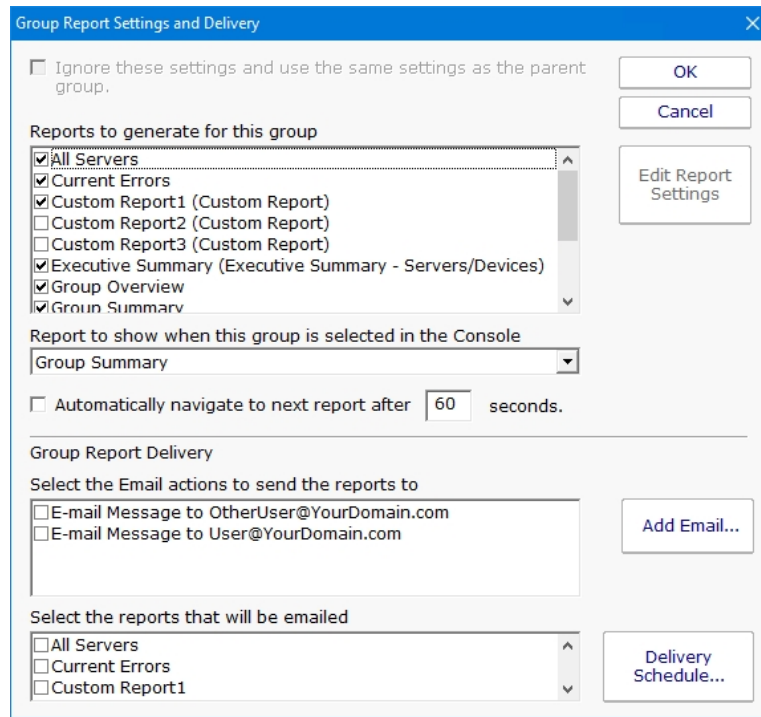 Group Report Settings and Delivery
Ignore these settings and use the same settings as the parent
group.
OK
Cancel
Reports to generate for this group
All Servers
Current Errors
Custom Report1 (Custom Report)
Custom Report2 (Custom Report)
Custom Report3 (Custom Report)
Executive Summary (Executive Summary - Servers/Devices)
Group Overview
Group Summary
Edit Report
Settings
Report to show when this group is selected in the Console
Group Summary
Automatically navigate to next report after 60 seconds.
Group Report Delivery
Select the Email actions to send the reports to
E-mail Message to OtherUser@YourDomain.com
E-mail Message to User@YourDomain.com
Add Email...
Select the reports that will be emailed
All Servers
Current Errors
Custom Report1
Delivery
Schedule...